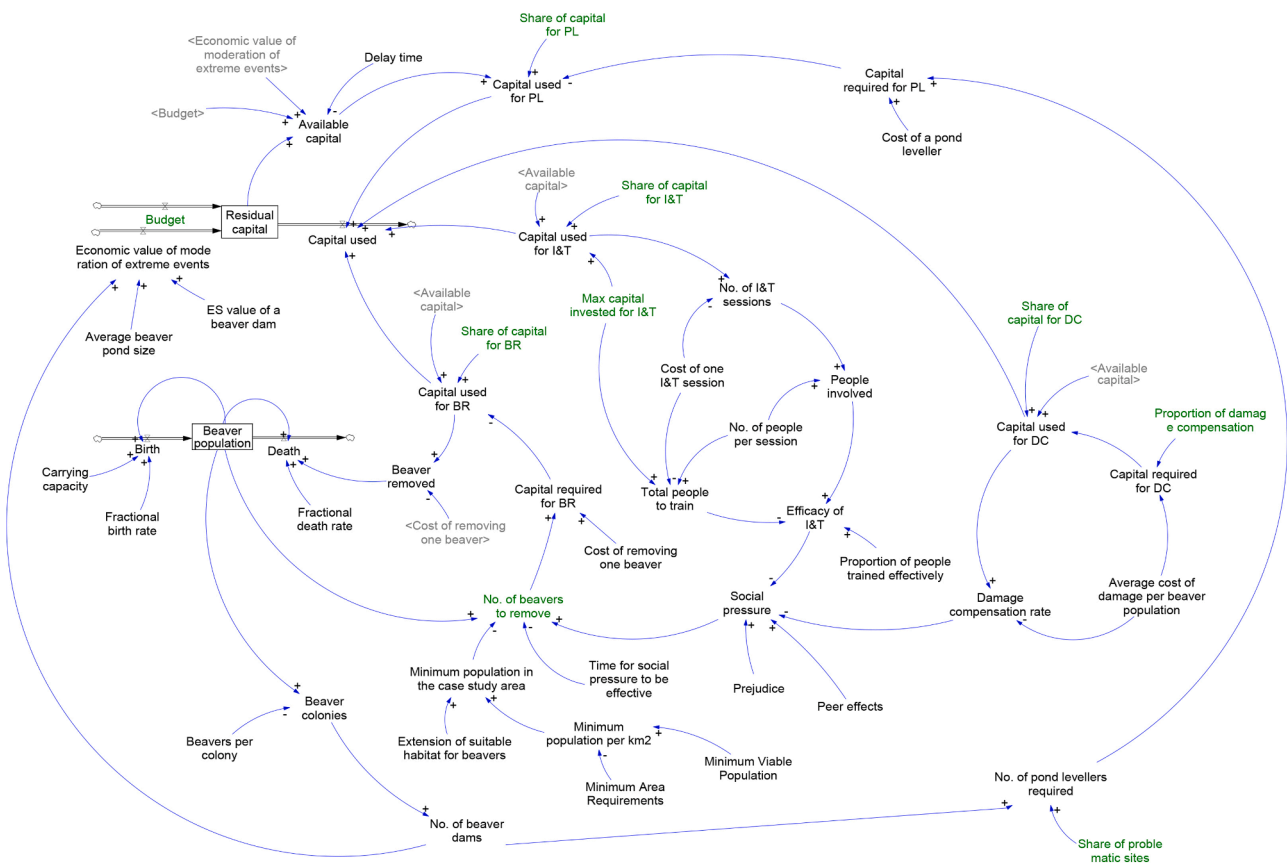 Share of capital
for PL
<Economic value of
moderation of
extreme events>
Delay time
Capital used
for PL
Capital
required for PL
<Budget>
Available
capital
Cost of a pond
leveller
<Available
capital>
Share of capital
for I&T
Budget
Residual
capital
Capital used
Capital used
for I&T
Economic value of mode
ration of extreme events
No. of I&T
sessions
<Available
capital>
Max capital
invested for I&T
ES value of a
beaver dam
Share of
capital for DC
Average beaver
pond size
Share of capital
for BR
Cost of one
I&T session
<Available
capital>
Capital used
for BR
People
involved
Proportion of damag
e compensation
No. of people
per session
Capital used
for DC
Beaver
population
Birth
Death
Carrying
capacity
Beaver
removed
Capital required
for DC
Capital required
for BR
Total people
to train
Efficacy of
I&T
Fractional
birth rate
Fractional
death rate
<Cost of removing
one beaver>
Cost of removing
one beaver
Proportion of people
trained effectively
Average cost of
damage per beaver
population
No. of beavers
to remove
Social
pressure
Damage
compensation rate
Minimum population in
the case study area
Time for social
pressure to be
effective
Prejudice
Peer effects
Beaver
colonies
Beavers per
colony
Extension of suitable
habitat for beavers
Minimum
population per km2
Minimum Viable
Population
Minimum Area
Requirements
No. of pond levellers
required
No. of beaver
dams
Share of proble
matic sites